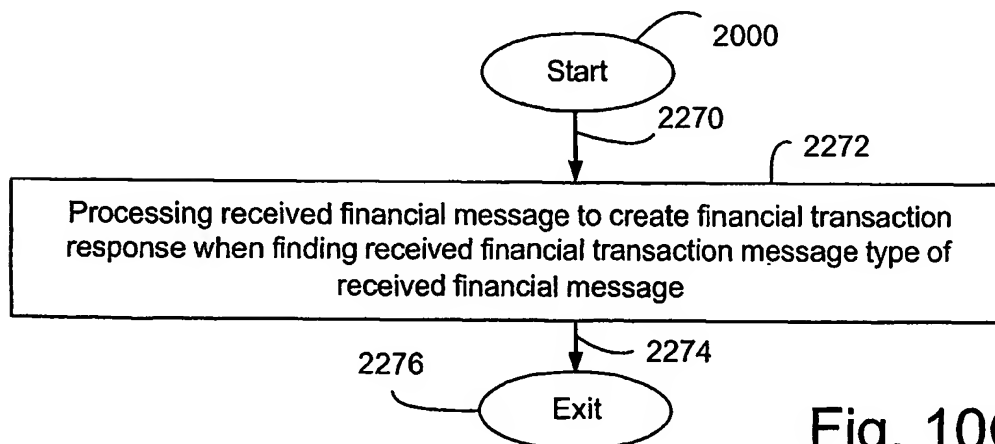 2000
Start
2270
2272
Processing received financial message to create financial transaction
response when finding received financial transaction message type of
received financial message
2274
2276
Exit
Fig.